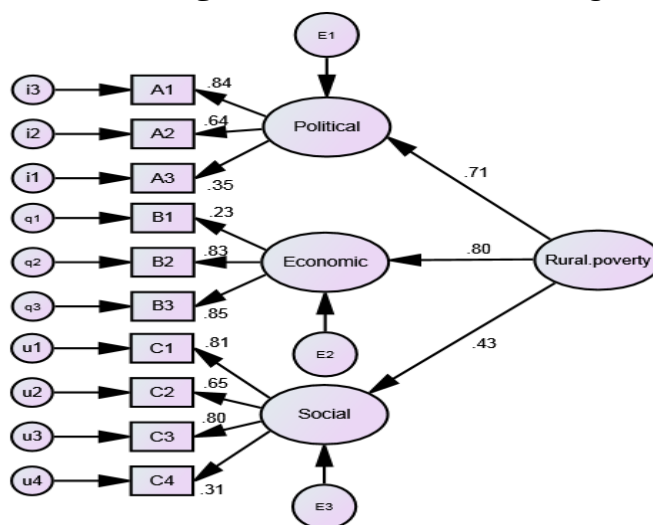 E1
i3 A1 .84
i2 A2 .64 Political
i1 A3 .35
.71
q1 B1 .23
q2 B2 .83 Economic .80 Rural.poverty
q3 B3 .85
u1 C1 .81 E2
.43
u2 C2 .65
Social
u3 C3 .80
u4 C4 .31
E3